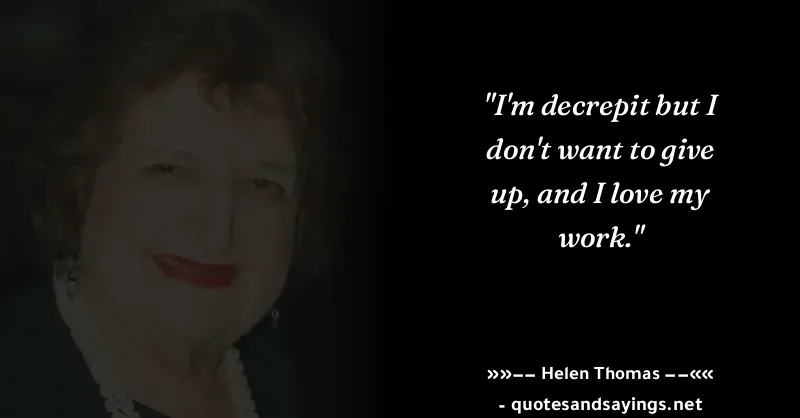 "I'm decrepit but I
don't want to give
up, and I love my
work."
»»–– Helen Thomas ––««
- quotesandsayings.net